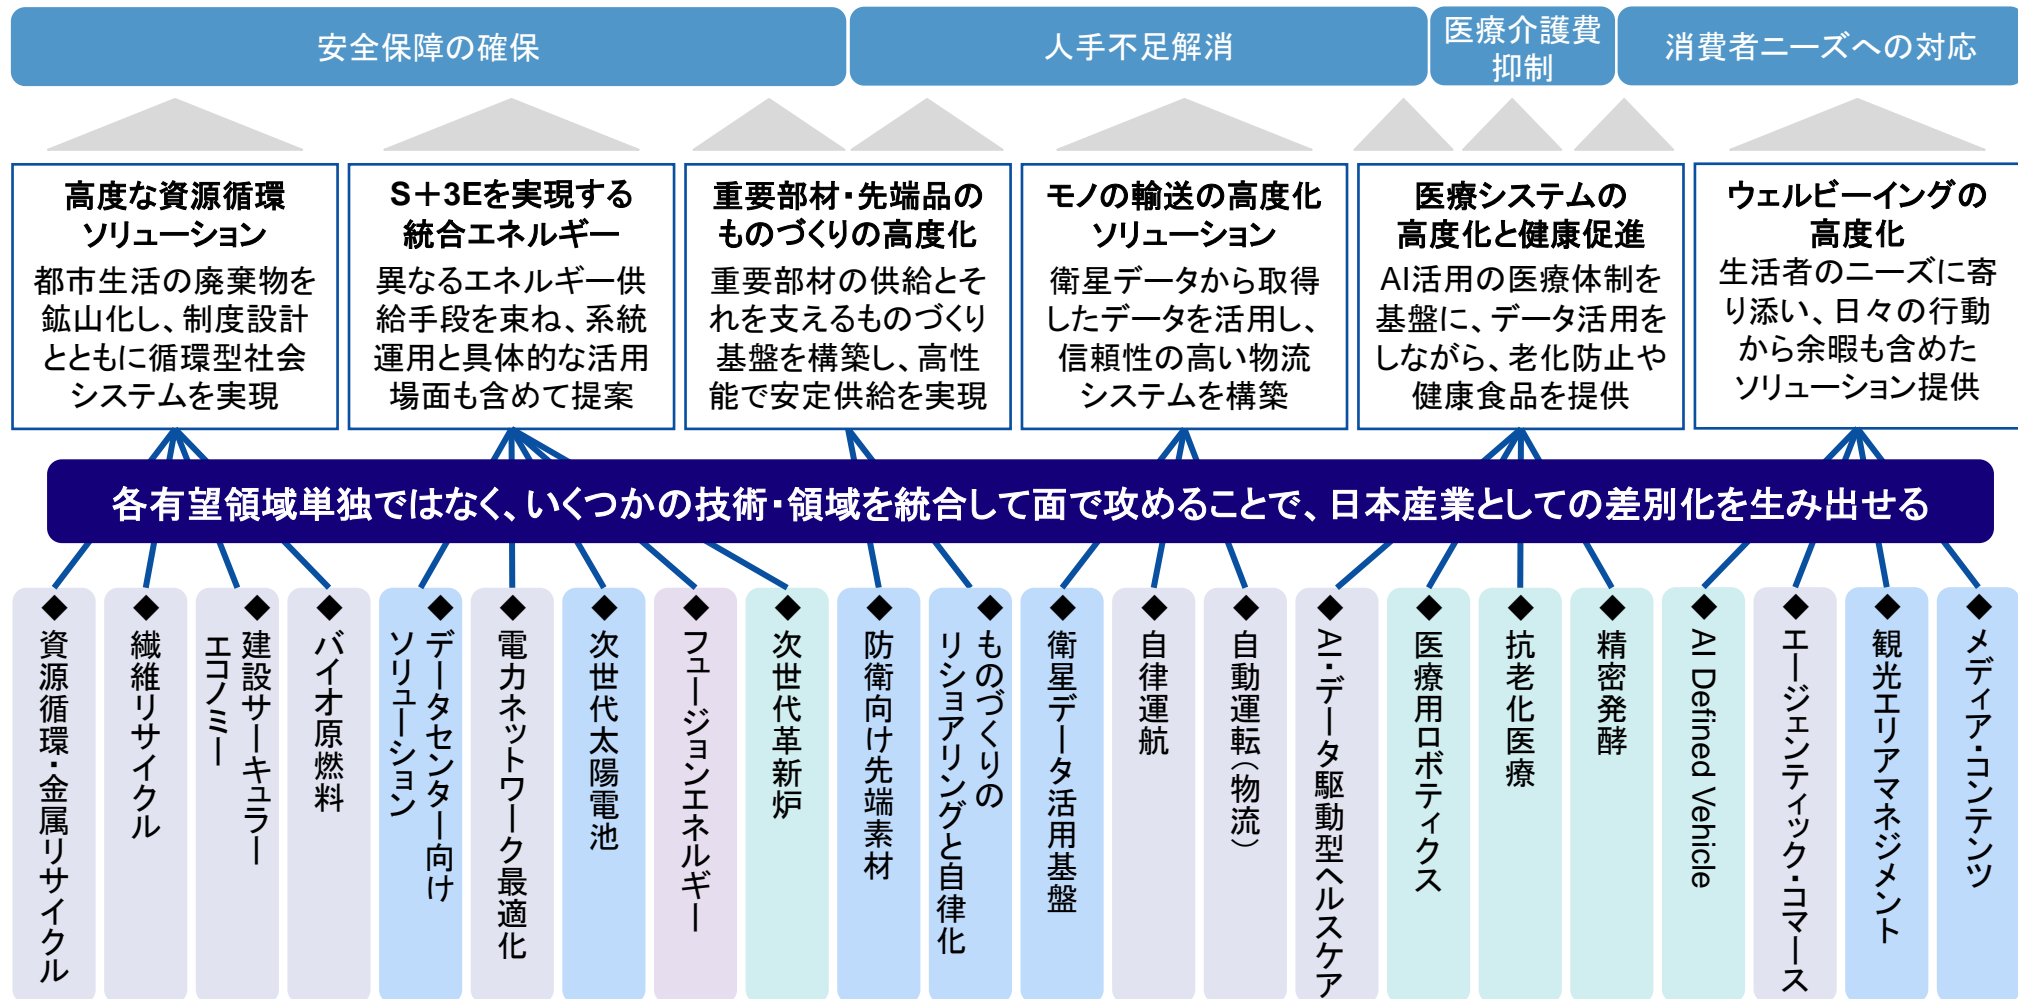 安全保障の確保
人手不足解消
医療介護費
抑制
消費者ニーズへの対応
高度な資源循環
ソリューション
都市生活の廃棄物を
鉱山化し、制度設計
とともに循環型社会
システムを実現
S＋3Eを実現する
統合エネルギー
異なるエネルギー供
給手段を束ね、系統
運用と具体的な活用
場面も含めて提案
重要部材・先端品の
ものづくりの高度化
重要部材の供給とそ
れを支えるものづくり
基盤を構築し、高性
能で安定供給を実現
モノの輸送の高度化
ソリューション
衛星データから取得
したデータを活用し、
信頼性の高い物流
システムを構築
医療システムの
高度化と健康促進
AI活用の医療体制を
基盤に、データ活用を
しながら、老化防止や
健康食品を提供
ウェルビーイングの
高度化
生活者のニーズに寄
り添い、日々の行動
から余暇も含めた
ソリューション提供
各有望領域単独ではなく、いくつかの技術・領域を統合して面で攻めることで、日本産業としての差別化を生み出せる
◆資源循環・金属リサイクル
◆繊維リサイクル
◆建設サーキュラー
エコノミー
◆バイオ原燃料
◆データセンター向け
ソリューション
◆電力ネットワーク最適化
◆次世代太陽電池
◆フュージョンエネルギー
◆次世代革新炉
◆防衛向け先端素材
◆ものづくりの
リショアリングと自律化
◆衛星データ活用基盤
◆自律運航
◆自動運転（物流）
◆AI・データ駆動型ヘルスケア
◆医療用ロボティクス
◆抗老化医療
◆精密発酵
◆AI Defined Vehicle
◆エージェンティック・コマース
◆観光エリアマネジメント
◆メディア・コンテンツ